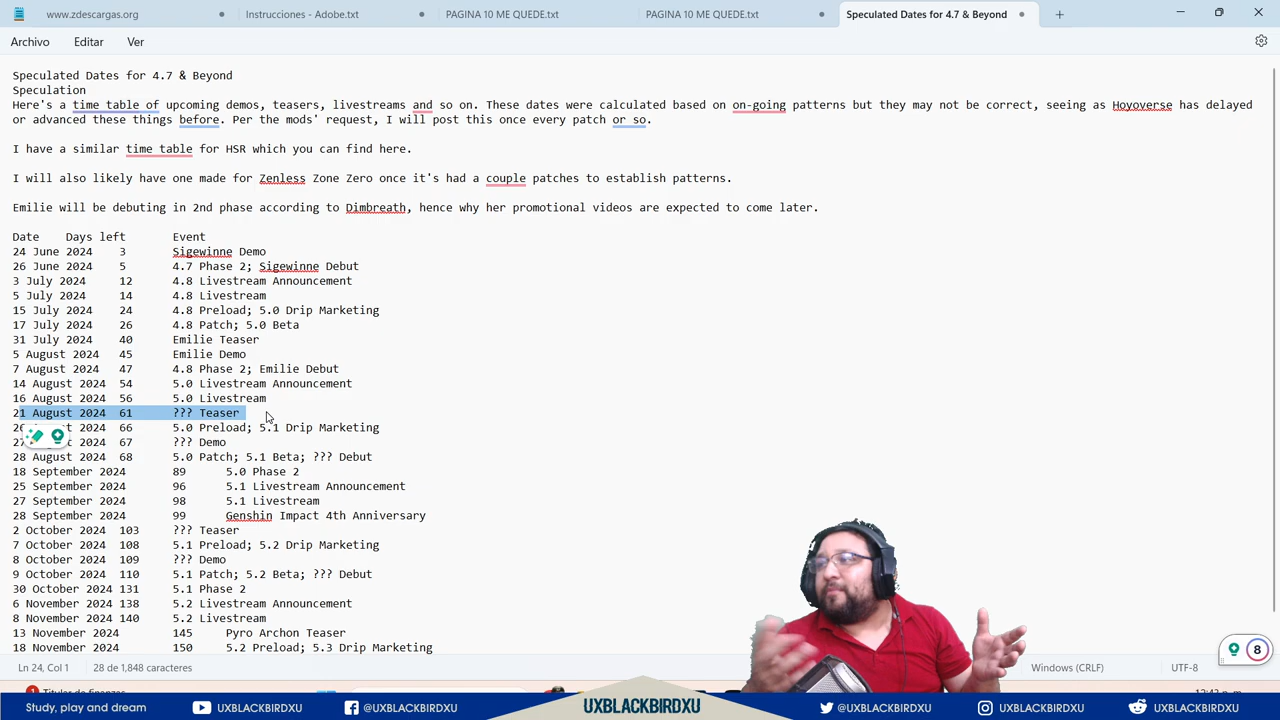 www.zdescargas.org
Instrucciones - Adobe.txt
PAGINA 10 ME QUEDE.txt
PAGINA 10 ME QUEDE.txt
Speculated Dates for 4.7 & Beyond
Archivo Editar Ver
Speculated Dates for 4.7 & Beyond
Speculation
Here's a time table of upcoming demos, teasers, livestreams and so on. These dates were calculated based on on-going patterns but they may not be correct, seeing as Hoyoverse has delayed
or advanced these things before. Per the mods' request, I will post this once every patch or so.
I have a similar time table for HSR which you can find here.
I will also likely have one made for Zenless Zone Zero once it's had a couple patches to establish patterns.
Emilie will be debuting in 2nd phase according to Dimbreath, hence why her promotional videos are expected to come later.
Date Days left Event
24 June 2024 3 Sigewinne Demo
26 June 2024 5 4.7 Phase 2; Sigewinne Debut
3 July 2024 12 4.8 Livestream Announcement
5 July 2024 14 4.8 Livestream
15 July 2024 24 4.8 Preload; 5.0 Drip Marketing
17 July 2024 26 4.8 Patch; 5.0 Beta
31 July 2024 40 Emilie Teaser
5 August 2024 45 Emilie Demo
7 August 2024 47 4.8 Phase 2; Emilie Debut
14 August 2024 54 5.0 Livestream Announcement
16 August 2024 56 5.0 Livestream
21 August 2024 61 ??? Teaser
26 August 2024 66 5.0 Preload; 5.1 Drip Marketing
27 August 2024 67 ??? Demo
28 August 2024 68 5.0 Patch; 5.1 Beta; ??? Debut
18 September 2024 89 5.0 Phase 2
25 September 2024 96 5.1 Livestream Announcement
27 September 2024 98 5.1 Livestream
28 September 2024 99 Genshin Impact 4th Anniversary
2 October 2024 103 ??? Teaser
7 October 2024 108 5.1 Preload; 5.2 Drip Marketing
8 October 2024 109 ??? Demo
9 October 2024 110 5.1 Patch; 5.2 Beta; ??? Debut
30 October 2024 131 5.1 Phase 2
6 November 2024 138 5.2 Livestream Announcement
8 November 2024 140 5.2 Livestream
13 November 2024 145 Pyro Archon Teaser
18 November 2024 150 5.2 Preload; 5.3 Drip Marketing
8
Ln 24, Col 1 28 de 1,848 caracteres Windows (CRLF) UTF-8
1 Titular de finanzas
Study, play and dream UXBLACKBIRDXU @UXBLACKBIRDXU UXBLACKBIRDXU @UXBLACKBIRDXU UXBLACKBIRDXU UXBLACKBIRDXU